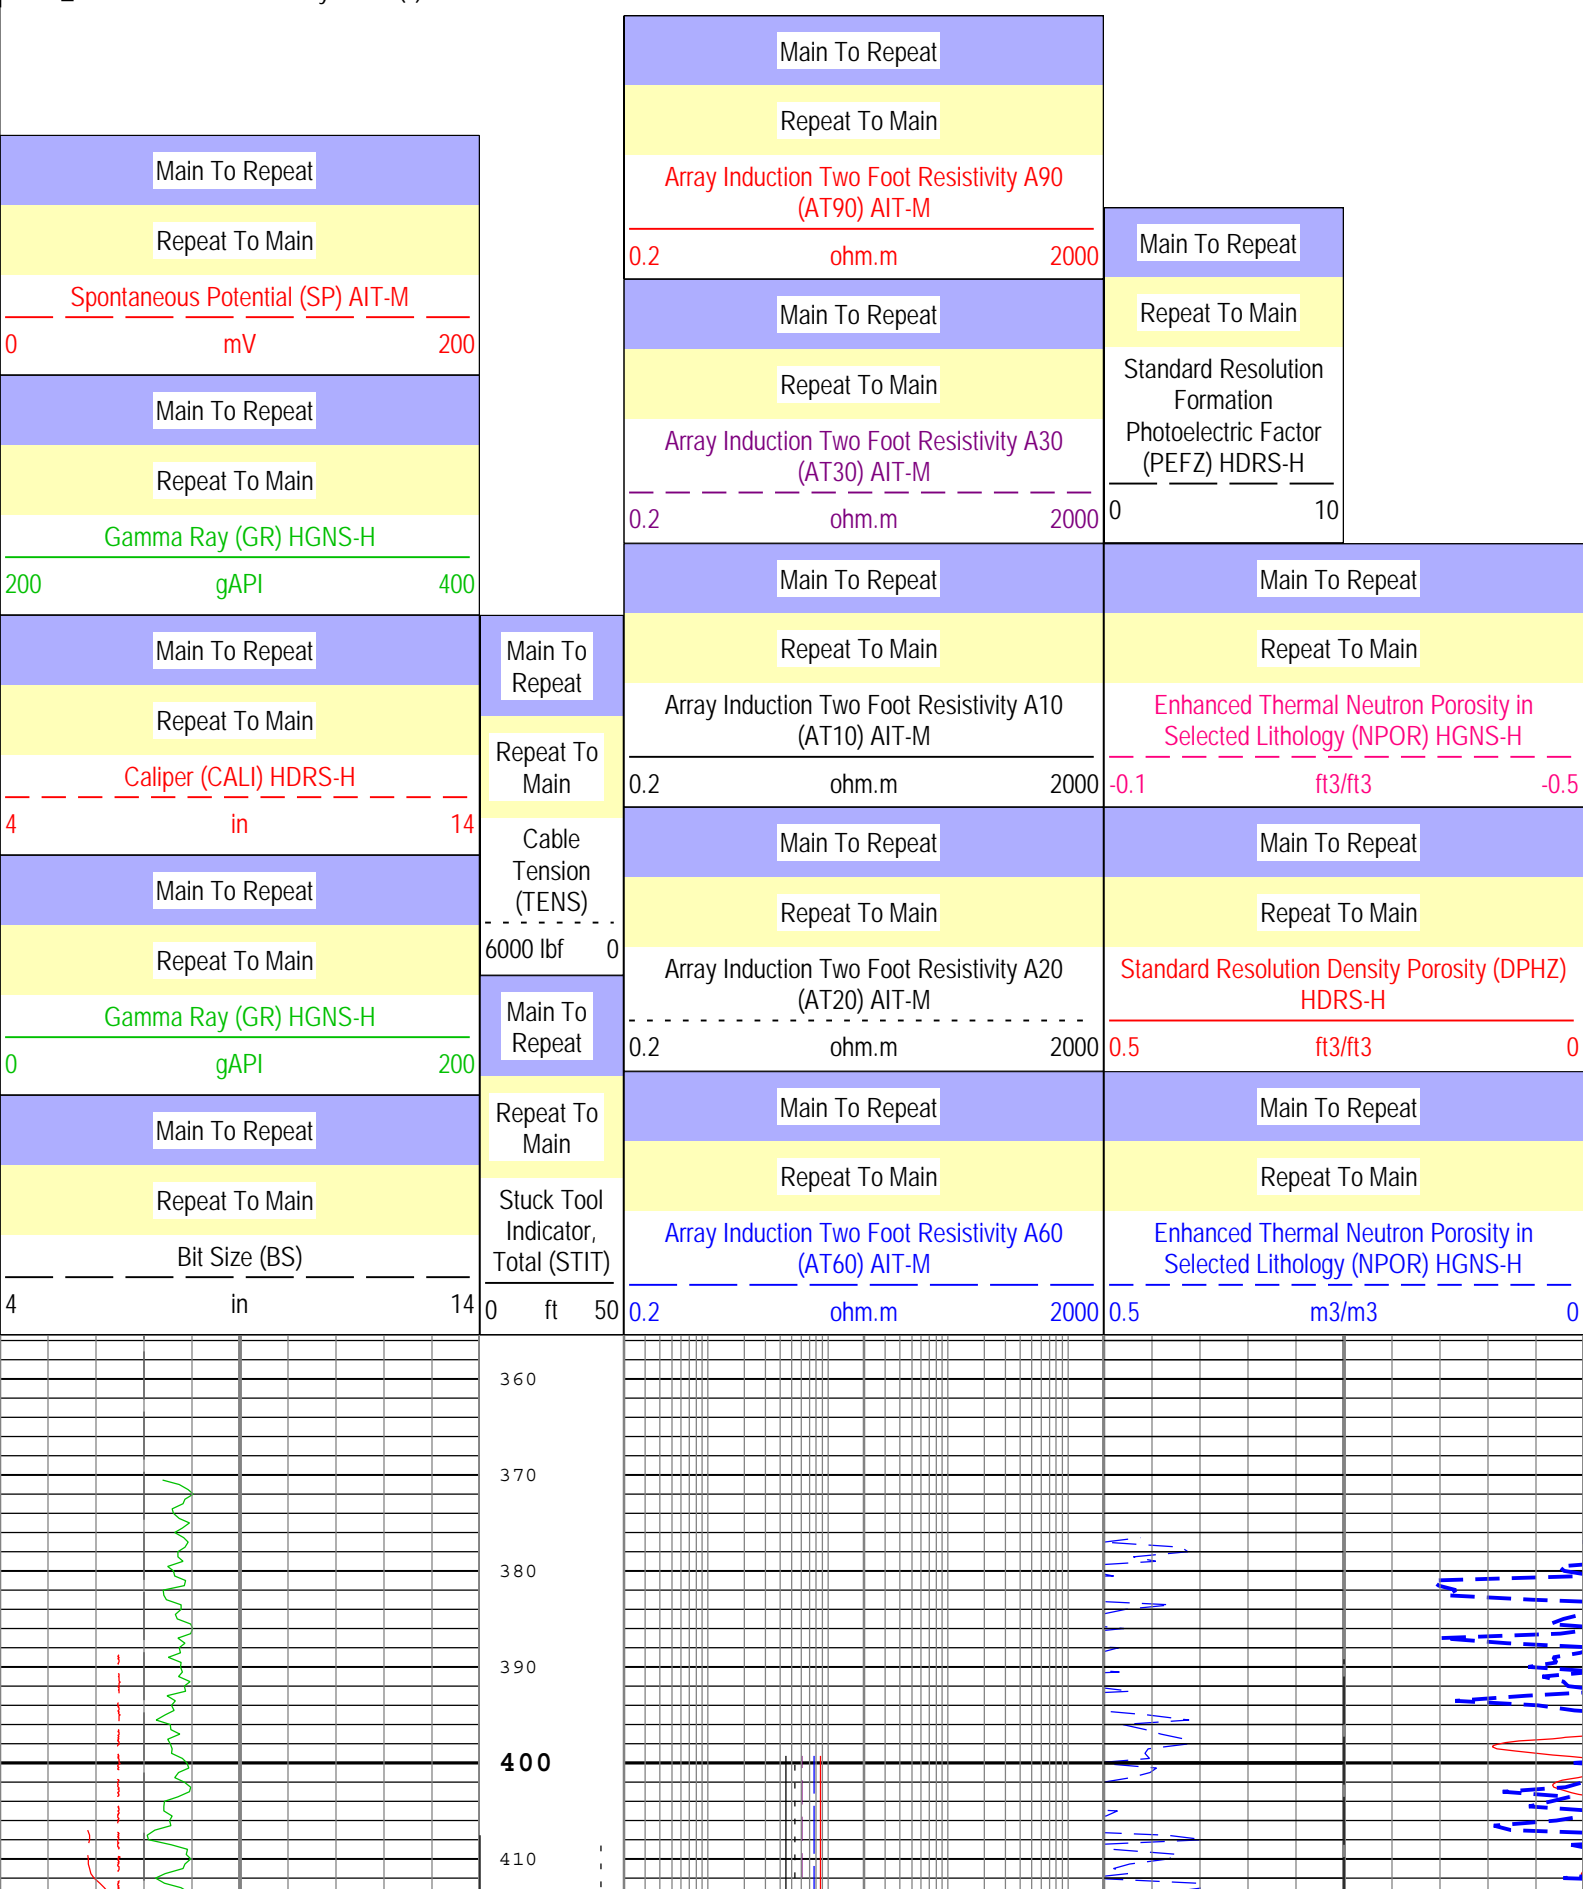 Main To Repeat
Repeat To Main
Spontaneous Potential (SP) AIT-M
0 mV 200
Main To Repeat
Repeat To Main
Gamma Ray (GR) HGNS-H
200 gAPI 400
Main To Repeat
Repeat To Main
Caliper (CALI) HDRS-H
4 in 14
Main To Repeat
Repeat To Main
Gamma Ray (GR) HGNS-H
0 gAPI 200
Main To Repeat
Repeat To Main
Bit Size (BS)
4 in 14
Main To
Repeat
Repeat To
Main
Cable
Tension
(TENS)
6000 lbf 0
Main To
Repeat
Repeat To
Main
Stuck Tool
Indicator,
Total (STIT)
0 ft 50
Main To Repeat
Repeat To Main
Array Induction Two Foot Resistivity A90
(AT90) AIT-M
0.2 ohm.m 2000
Main To Repeat
Repeat To Main
Array Induction Two Foot Resistivity A30
(AT30) AIT-M
0.2 ohm.m 2000
Main To Repeat
Repeat To Main
Array Induction Two Foot Resistivity A10
(AT10) AIT-M
0.2 ohm.m 2000
Main To Repeat
Repeat To Main
Array Induction Two Foot Resistivity A20
(AT20) AIT-M
0.2 ohm.m 2000
Main To Repeat
Repeat To Main
Array Induction Two Foot Resistivity A60
(AT60) AIT-M
0.2 ohm.m 2000
Main To Repeat
Repeat To Main
Standard Resolution
Formation
Photoelectric Factor
(PEFZ) HDRS-H
0 10
Main To Repeat
Repeat To Main
Enhanced Thermal Neutron Porosity in
Selected Lithology (NPOR) HGNS-H
-0.1 ft3/ft3 -0.5
Main To Repeat
Repeat To Main
Standard Resolution Density Porosity (DPHZ)
HDRS-H
0.5 ft3/ft3 0
Main To Repeat
Repeat To Main
Enhanced Thermal Neutron Porosity in
Selected Lithology (NPOR) HGNS-H
0.5 m3/m3 0
360
370
380
390
400
410